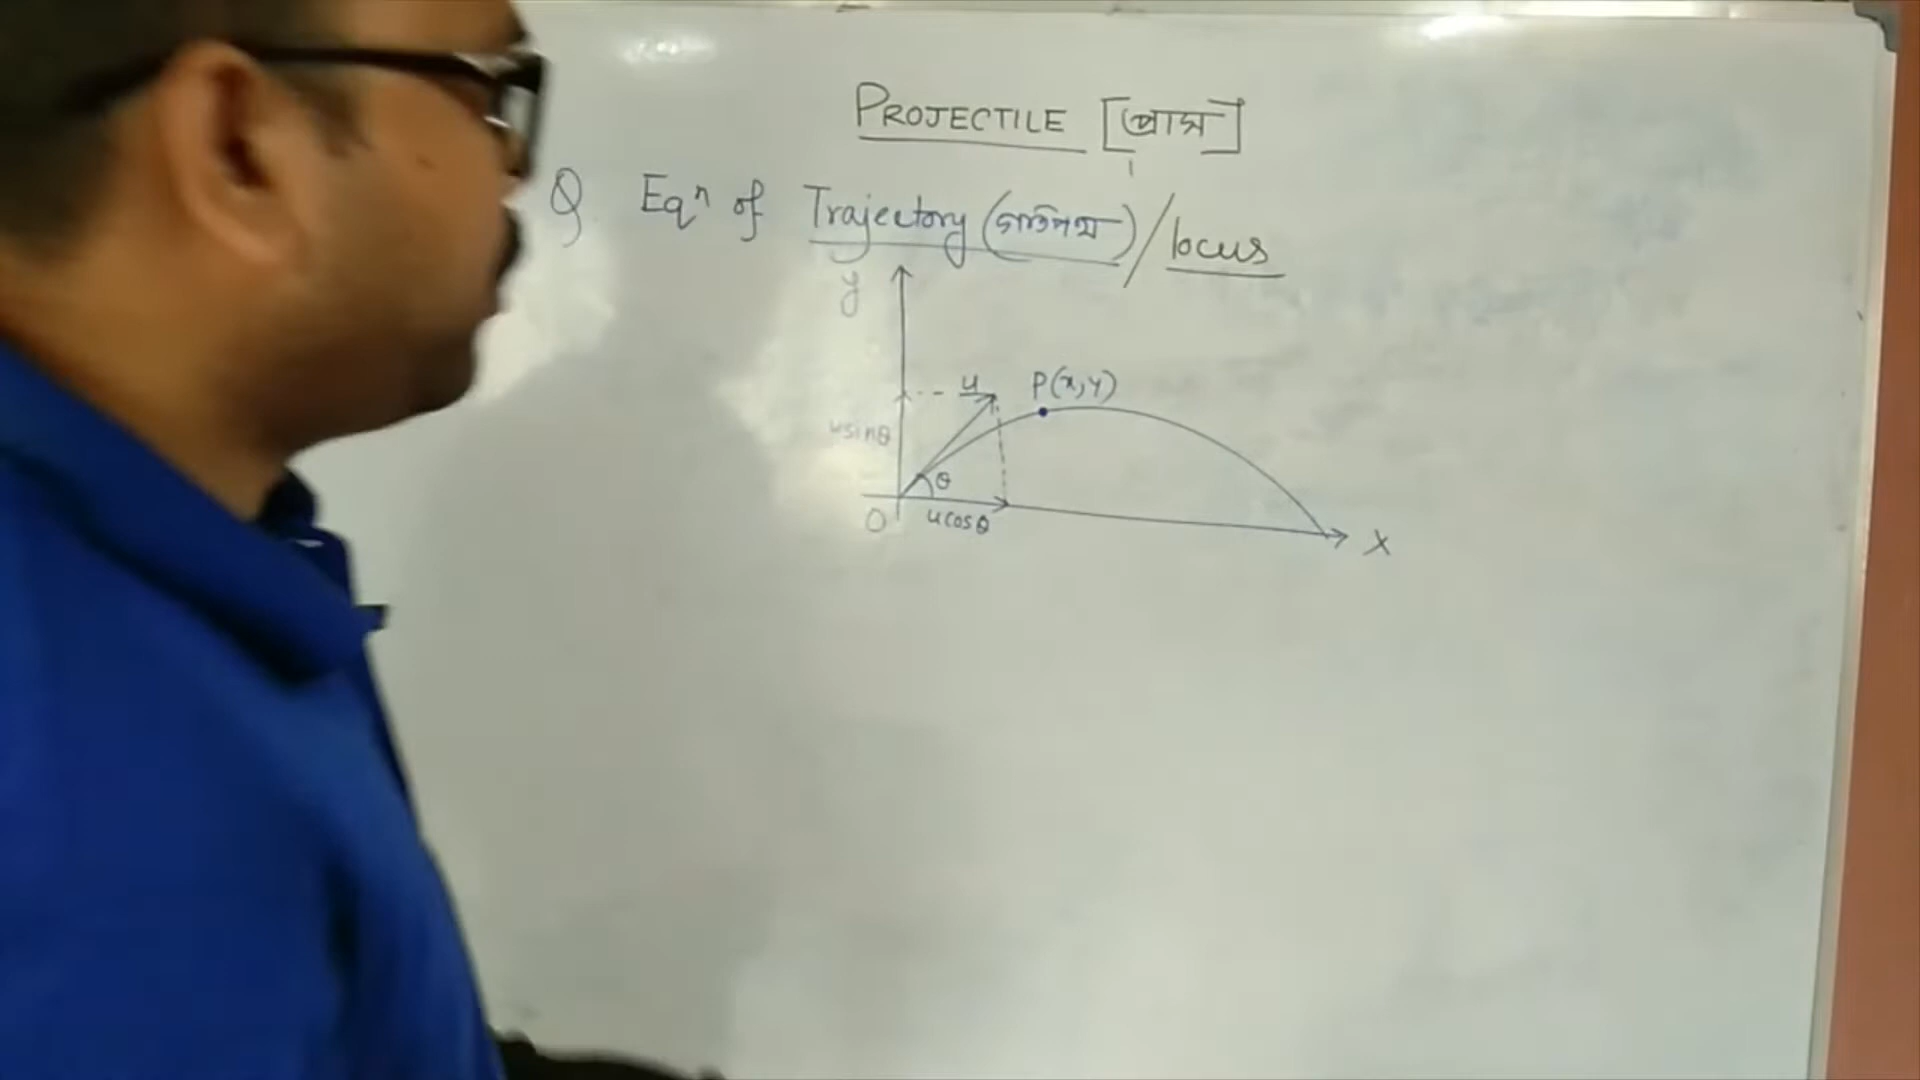 PROJECTILE [প্রাস]
Q Eqⁿ of Trajectory (গতিপথ) / locus
y
u P(x,y)
usinθ
θ
O ucosθ
X